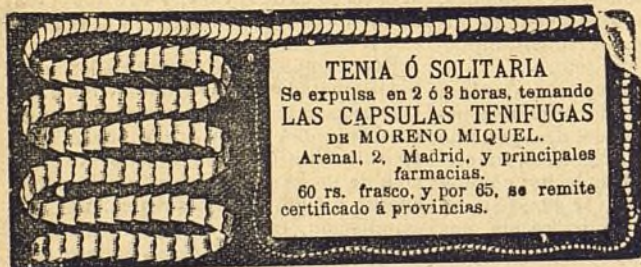 TENIA Ó SOLITARIA
Se expulsa en 2 ó 3 horas, temando
LAS CAPSULAS TENIFUGAS
DE MORENO MIQUEL.
Arenal, 2, Madrid, y principales
farmacias.
60 rs. frasco, y por 65, se remite
certificado á provincias.